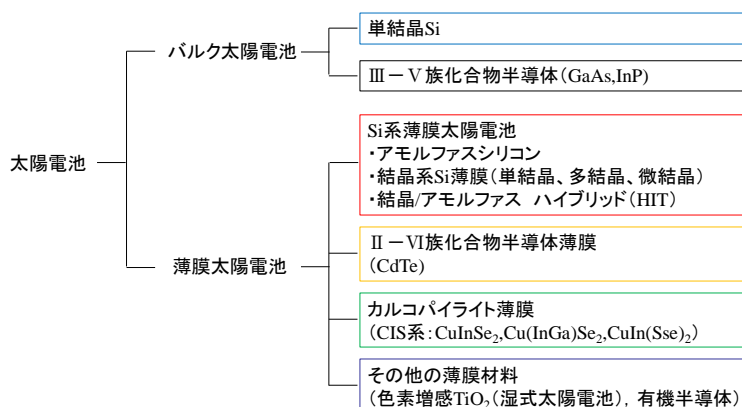 太陽電池
バルク太陽電池
単結晶Si
Ⅲ－Ⅴ族化合物半導体(GaAs,InP)
薄膜太陽電池
Si系薄膜太陽電池
・アモルファスシリコン
・結晶系Si薄膜(単結晶、多結晶、微結晶)
・結晶/アモルファス　ハイブリッド(HIT)
Ⅱ－Ⅵ族化合物半導体薄膜
(CdTe)
カルコパイライト薄膜
(CIS系:CuInSe₂,Cu(InGa)Se₂,CuIn(Sse)₂)
その他の薄膜材料
(色素増感TiO₂(湿式太陽電池), 有機半導体)